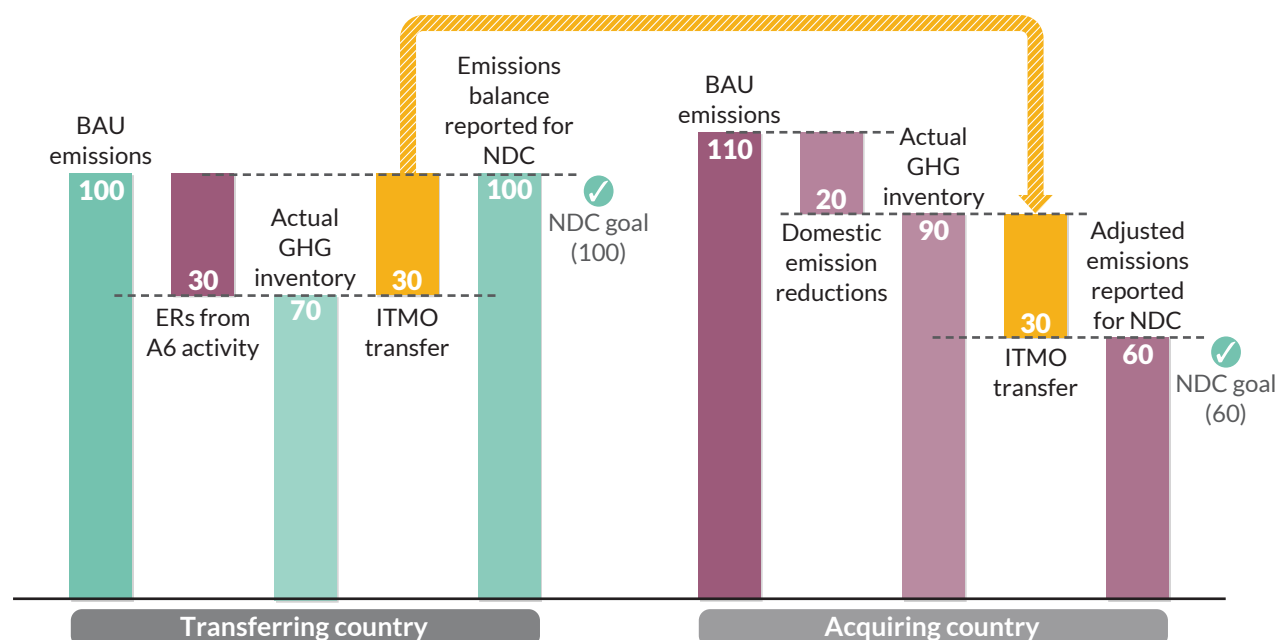 BAU
emissions
100
30
ERs from
A6 activity
Actual
GHG
inventory
70
30
ITMO
transfer
Emissions
balance
reported for
NDC
100
✓
NDC goal
(100)
Transferring country
BAU
emissions
110
20
Domestic
emission
reductions
Actual
GHG
inventory
90
30
ITMO
transfer
Adjusted
emissions
reported
for NDC
60
✓
NDC goal
(60)
Acquiring country